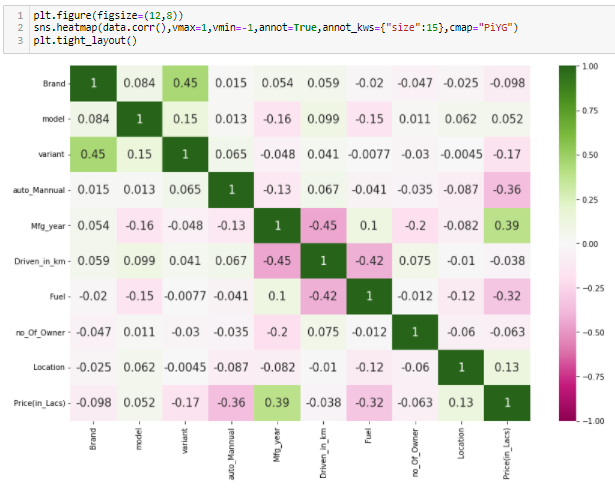 1 plt.figure(figsize=(12,8))
2 sns.heatmap(data.corr(),vmax=1,vmin=-1,annot=True,annot_kws={"size":15},cmap="PiYG")
3 plt.tight_layout()
Brand 1 0.084 0.45 0.015 0.054 0.059 -0.02 -0.047 -0.025 -0.098
model 0.084 1 0.15 0.013 -0.16 0.099 -0.15 0.011 0.062 0.052
variant 0.45 0.15 1 0.065 -0.048 0.041 -0.0077 -0.03 -0.0045 -0.17
auto_Mannual 0.015 0.013 0.065 1 -0.13 0.067 -0.041 -0.035 -0.087 -0.36
Mfg_year 0.054 -0.16 -0.048 -0.13 1 -0.45 0.1 -0.2 -0.082 0.39
Driven_in_km 0.059 0.099 0.041 0.067 -0.45 1 -0.42 0.075 -0.01 -0.038
Fuel -0.02 -0.15 -0.0077 -0.041 0.1 -0.42 1 -0.012 -0.12 -0.32
no_Of_Owner -0.047 0.011 -0.03 -0.035 -0.2 0.075 -0.012 1 -0.06 -0.063
Location -0.025 0.062 -0.0045 -0.087 -0.082 -0.01 -0.12 -0.06 1 0.13
Price(in_Lacs) -0.098 0.052 -0.17 -0.36 0.39 -0.038 -0.32 -0.063 0.13 1
Brand
model
variant
auto_Mannual
Mfg_year
Driven_in_km
Fuel
no_Of_Owner
Location
Price(in_Lacs)
1.00
0.75
0.50
0.25
0.00
-0.25
-0.50
-0.75
-1.00